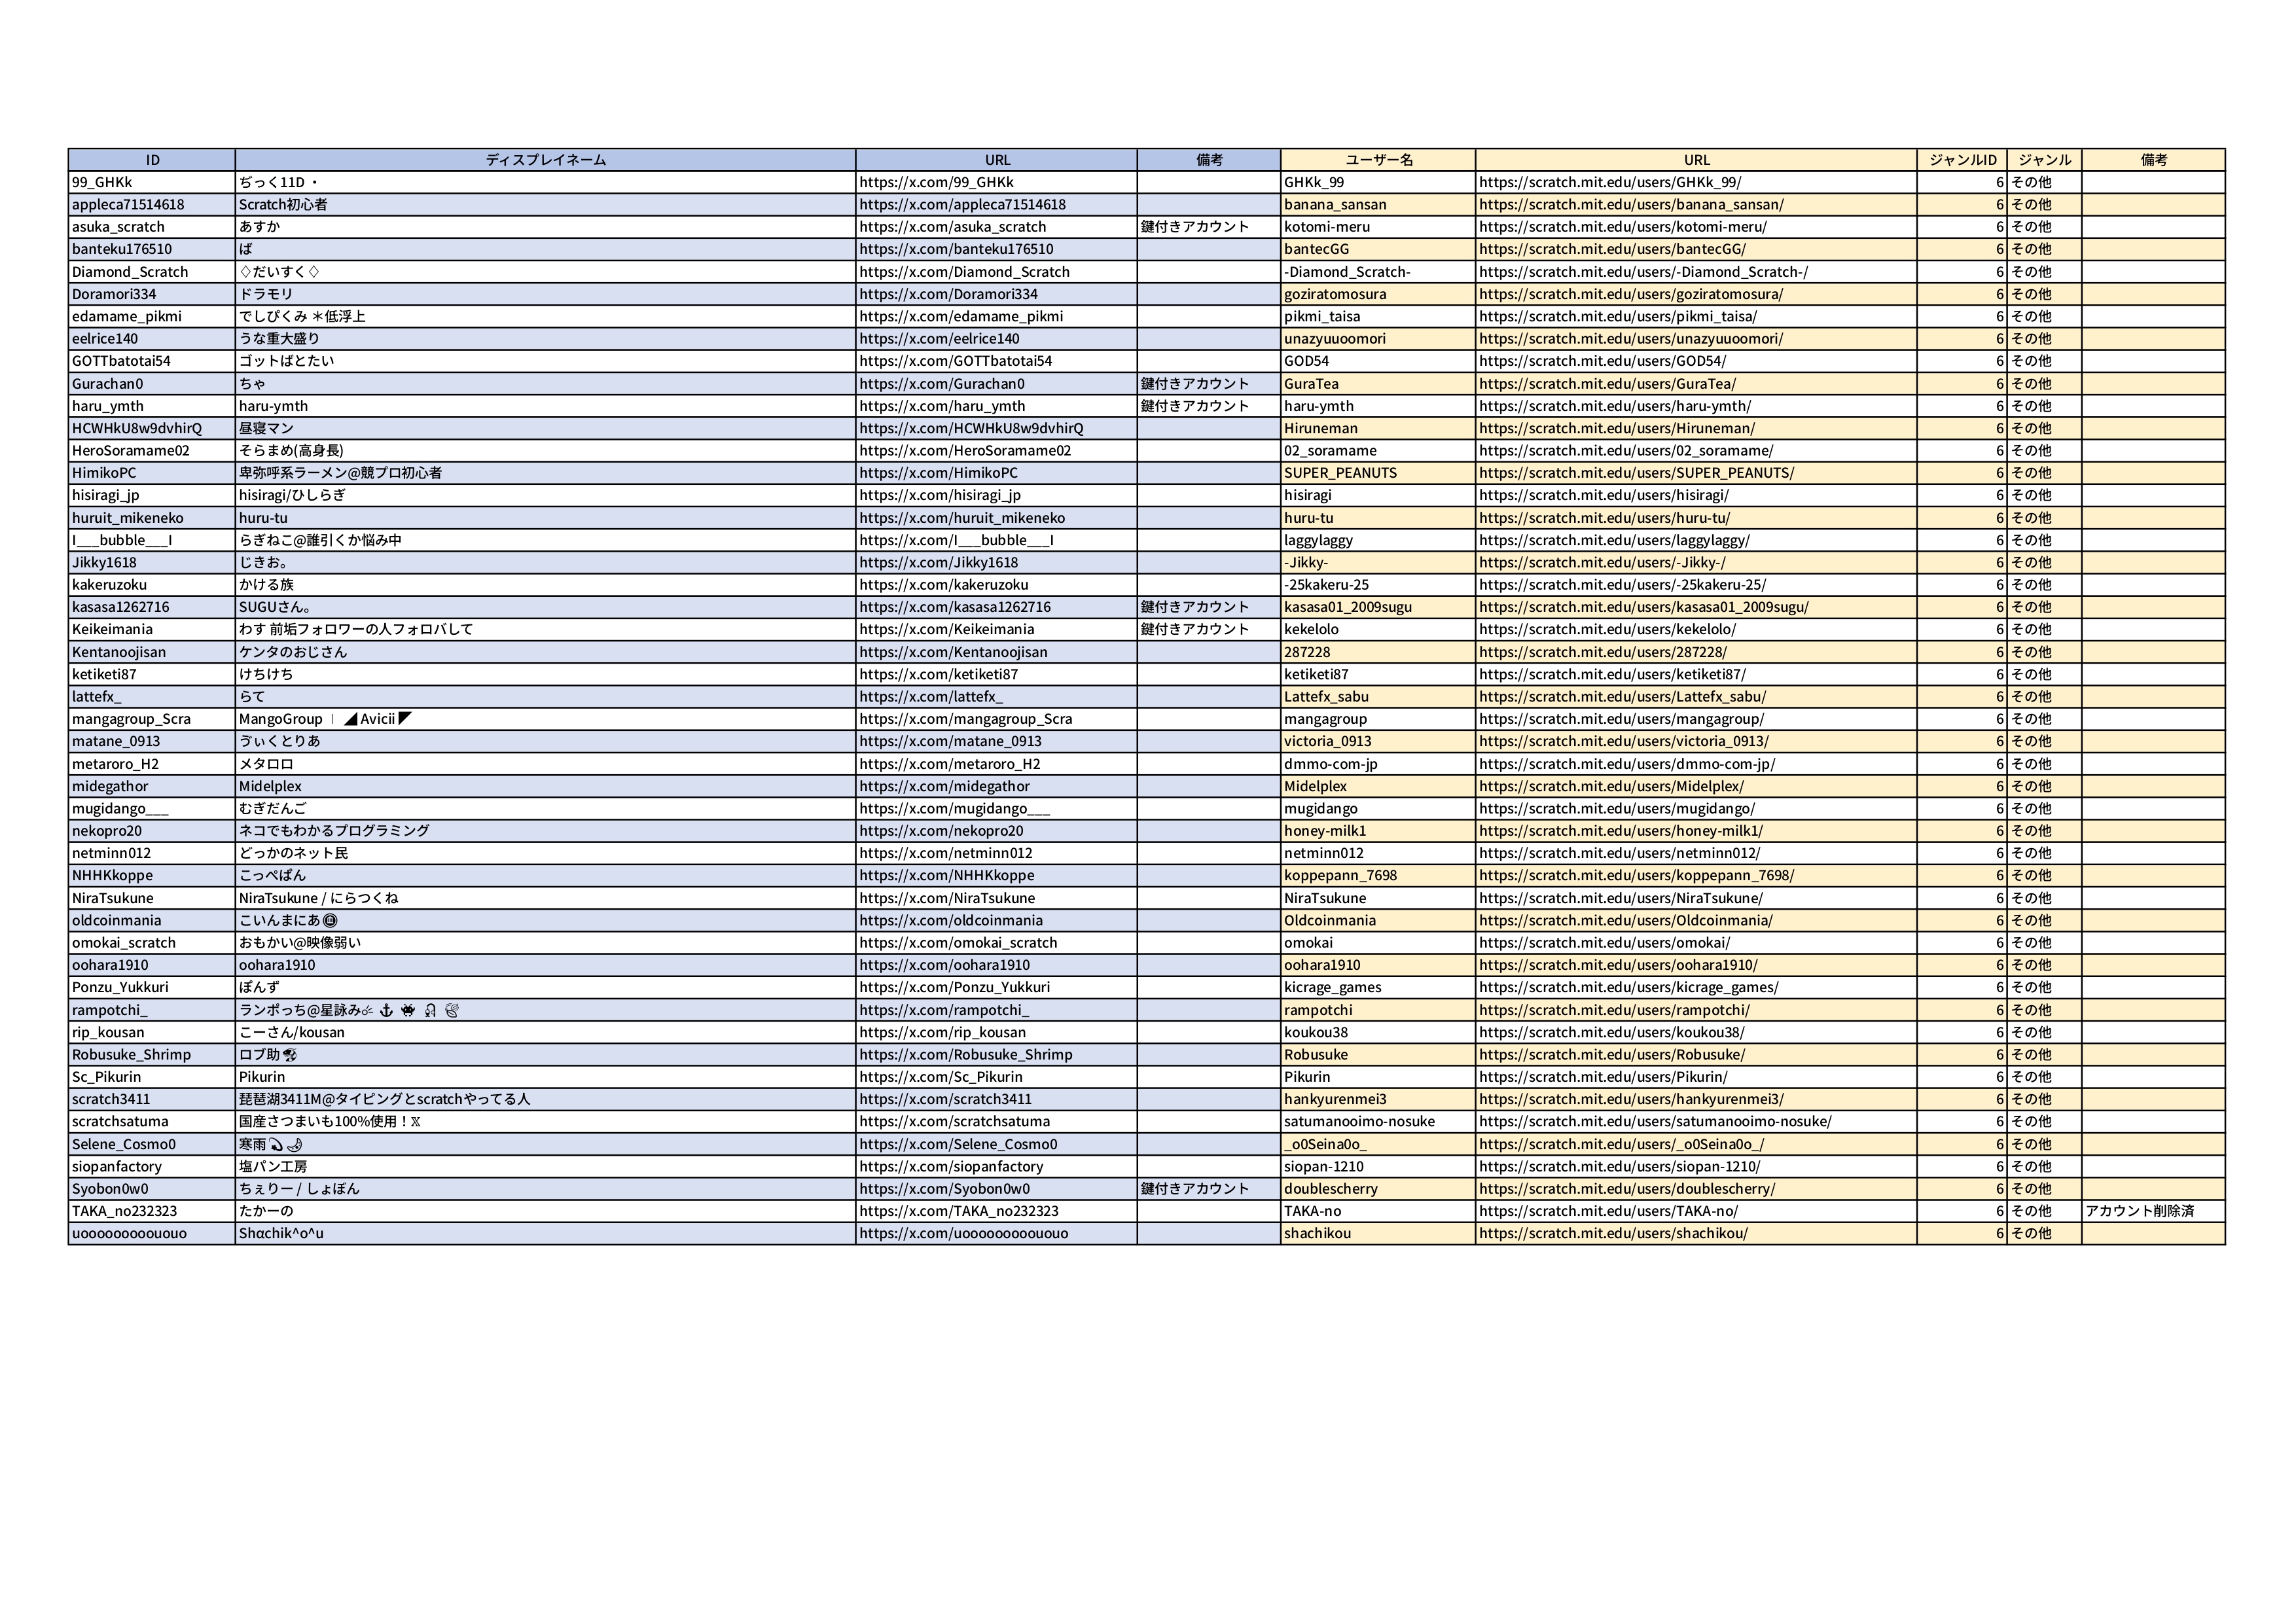 ID ディスプレイネーム URL 備考 ユーザー名 URL ジャンルID ジャンル 備考
99_GHKk ぢっく11D ・ https://x.com/99_GHKk GHKk_99 https://scratch.mit.edu/users/GHKk_99/ 6 その他
appleca71514618 Scratch初心者 https://x.com/appleca71514618 banana_sansan https://scratch.mit.edu/users/banana_sansan/ 6 その他
asuka_scratch あすか https://x.com/asuka_scratch 鍵付きアカウント kotomi-meru https://scratch.mit.edu/users/kotomi-meru/ 6 その他
banteku176510 ば https://x.com/banteku176510 bantecGG https://scratch.mit.edu/users/bantecGG/ 6 その他
Diamond_Scratch ♢だいすく♢ https://x.com/Diamond_Scratch -Diamond_Scratch- https://scratch.mit.edu/users/-Diamond_Scratch-/ 6 その他
Doramori334 ドラモリ https://x.com/Doramori334 goziratomosura https://scratch.mit.edu/users/goziratomosura/ 6 その他
edamame_pikmi でしぴくみ ＊低浮上 https://x.com/edamame_pikmi pikmi_taisa https://scratch.mit.edu/users/pikmi_taisa/ 6 その他
eelrice140 うな重大盛り https://x.com/eelrice140 unazyuuoomori https://scratch.mit.edu/users/unazyuuoomori/ 6 その他
GOTTbatotai54 ゴットばとたい https://x.com/GOTTbatotai54 GOD54 https://scratch.mit.edu/users/GOD54/ 6 その他
Gurachan0 ちゃ https://x.com/Gurachan0 鍵付きアカウント GuraTea https://scratch.mit.edu/users/GuraTea/ 6 その他
haru_ymth haru-ymth https://x.com/haru_ymth 鍵付きアカウント haru-ymth https://scratch.mit.edu/users/haru-ymth/ 6 その他
HCWHkU8w9dvhirQ 昼寝マン https://x.com/HCWHkU8w9dvhirQ Hiruneman https://scratch.mit.edu/users/Hiruneman/ 6 その他
HeroSoramame02 そらまめ(高身長) https://x.com/HeroSoramame02 02_soramame https://scratch.mit.edu/users/02_soramame/ 6 その他
HimikoPC 卑弥呼系ラーメン@競プロ初心者 https://x.com/HimikoPC SUPER_PEANUTS https://scratch.mit.edu/users/SUPER_PEANUTS/ 6 その他
hisiragi_jp hisiragi/ひしらぎ https://x.com/hisiragi_jp hisiragi https://scratch.mit.edu/users/hisiragi/ 6 その他
huruit_mikeneko huru-tu https://x.com/huruit_mikeneko huru-tu https://scratch.mit.edu/users/huru-tu/ 6 その他
I___bubble___I らぎねこ@誰引くか悩み中 https://x.com/I___bubble___I laggylaggy https://scratch.mit.edu/users/laggylaggy/ 6 その他
Jikky1618 じきお。 https://x.com/Jikky1618 -Jikky- https://scratch.mit.edu/users/-Jikky-/ 6 その他
kakeruzoku かける族 https://x.com/kakeruzoku -25kakeru-25 https://scratch.mit.edu/users/-25kakeru-25/ 6 その他
kasasa1262716 SUGUさん。 https://x.com/kasasa1262716 鍵付きアカウント kasasa01_2009sugu https://scratch.mit.edu/users/kasasa01_2009sugu/ 6 その他
Keikeimania わす 前垢フォロワーの人フォロバして https://x.com/Keikeimania 鍵付きアカウント kekelolo https://scratch.mit.edu/users/kekelolo/ 6 その他
Kentanoojisan ケンタのおじさん https://x.com/Kentanoojisan 287228 https://scratch.mit.edu/users/287228/ 6 その他
ketiketi87 けちけち https://x.com/ketiketi87 ketiketi87 https://scratch.mit.edu/users/ketiketi87/ 6 その他
lattefx_ らて https://x.com/lattefx_ Lattefx_sabu https://scratch.mit.edu/users/Lattefx_sabu/ 6 その他
mangagroup_Scra MangoGroup | ◢ Avicii ◤ https://x.com/mangagroup_Scra mangagroup https://scratch.mit.edu/users/mangagroup/ 6 その他
matane_0913 ゔぃくとりあ https://x.com/matane_0913 victoria_0913 https://scratch.mit.edu/users/victoria_0913/ 6 その他
metaroro_H2 メタロロ https://x.com/metaroro_H2 dmmo-com-jp https://scratch.mit.edu/users/dmmo-com-jp/ 6 その他
midegathor Midelplex https://x.com/midegathor Midelplex https://scratch.mit.edu/users/Midelplex/ 6 その他
mugidango___ むぎだんご https://x.com/mugidango___ mugidango https://scratch.mit.edu/users/mugidango/ 6 その他
nekopro20 ネコでもわかるプログラミング https://x.com/nekopro20 honey-milk1 https://scratch.mit.edu/users/honey-milk1/ 6 その他
netminn012 どっかのネット民 https://x.com/netminn012 netminn012 https://scratch.mit.edu/users/netminn012/ 6 その他
NHHKkoppe こっぺぱん https://x.com/NHHKkoppe koppepann_7698 https://scratch.mit.edu/users/koppepann_7698/ 6 その他
NiraTsukune NiraTsukune / にらつくね https://x.com/NiraTsukune NiraTsukune https://scratch.mit.edu/users/NiraTsukune/ 6 その他
oldcoinmania こいんまにあ https://x.com/oldcoinmania Oldcoinmania https://scratch.mit.edu/users/Oldcoinmania/ 6 その他
omokai_scratch おもかい@映像弱い https://x.com/omokai_scratch omokai https://scratch.mit.edu/users/omokai/ 6 その他
oohara1910 oohara1910 https://x.com/oohara1910 oohara1910 https://scratch.mit.edu/users/oohara1910/ 6 その他
Ponzu_Yukkuri ぽんず https://x.com/Ponzu_Yukkuri kicrage_games https://scratch.mit.edu/users/kicrage_games/ 6 その他
rampotchi_ ランポっち@星詠み https://x.com/rampotchi_ rampotchi https://scratch.mit.edu/users/rampotchi/ 6 その他
rip_kousan こーさん/kousan https://x.com/rip_kousan koukou38 https://scratch.mit.edu/users/koukou38/ 6 その他
Robusuke_Shrimp ロブ助 https://x.com/Robusuke_Shrimp Robusuke https://scratch.mit.edu/users/Robusuke/ 6 その他
Sc_Pikurin Pikurin https://x.com/Sc_Pikurin Pikurin https://scratch.mit.edu/users/Pikurin/ 6 その他
scratch3411 琵琶湖3411M@タイピングとscratchやってる人 https://x.com/scratch3411 hankyurenmei3 https://scratch.mit.edu/users/hankyurenmei3/ 6 その他
scratchsatuma 国産さつまいも100%使用！𝕏 https://x.com/scratchsatuma satumanooimo-nosuke https://scratch.mit.edu/users/satumanooimo-nosuke/ 6 その他
Selene_Cosmo0 寒雨 https://x.com/Selene_Cosmo0 _o0Seina0o_ https://scratch.mit.edu/users/_o0Seina0o_/ 6 その他
siopanfactory 塩パン工房 https://x.com/siopanfactory siopan-1210 https://scratch.mit.edu/users/siopan-1210/ 6 その他
Syobon0w0 ちぇりー / しょぼん https://x.com/Syobon0w0 鍵付きアカウント doublescherry https://scratch.mit.edu/users/doublescherry/ 6 その他
TAKA_no232323 たかーの https://x.com/TAKA_no232323 TAKA-no https://scratch.mit.edu/users/TAKA-no/ 6 その他 アカウント削除済
uooooooooououo Shαchik^o^u https://x.com/uooooooooououo shachikou https://scratch.mit.edu/users/shachikou/ 6 その他